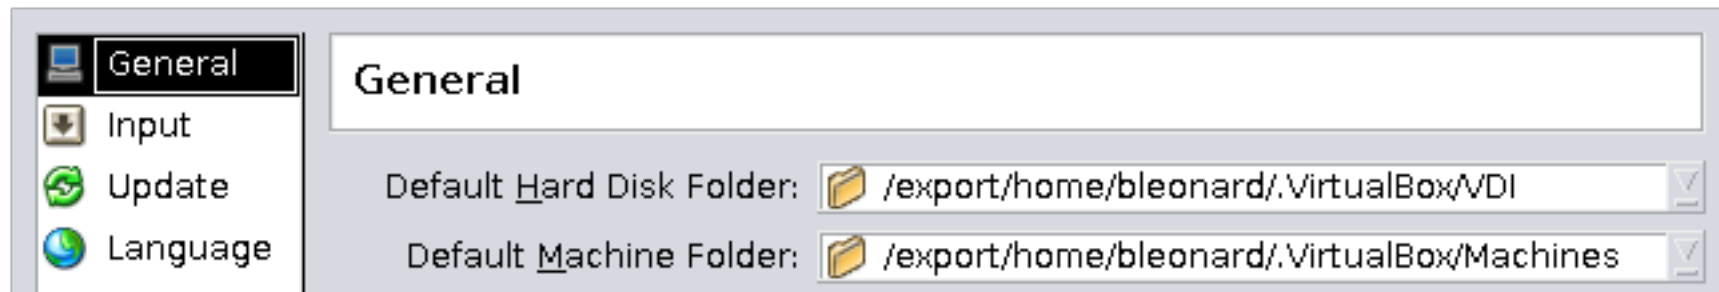 General
Input
Update
Language
General
Default Hard Disk Folder: /export/home/bleonard/.VirtualBox/VDI
Default Machine Folder: /export/home/bleonard/.VirtualBox/Machines